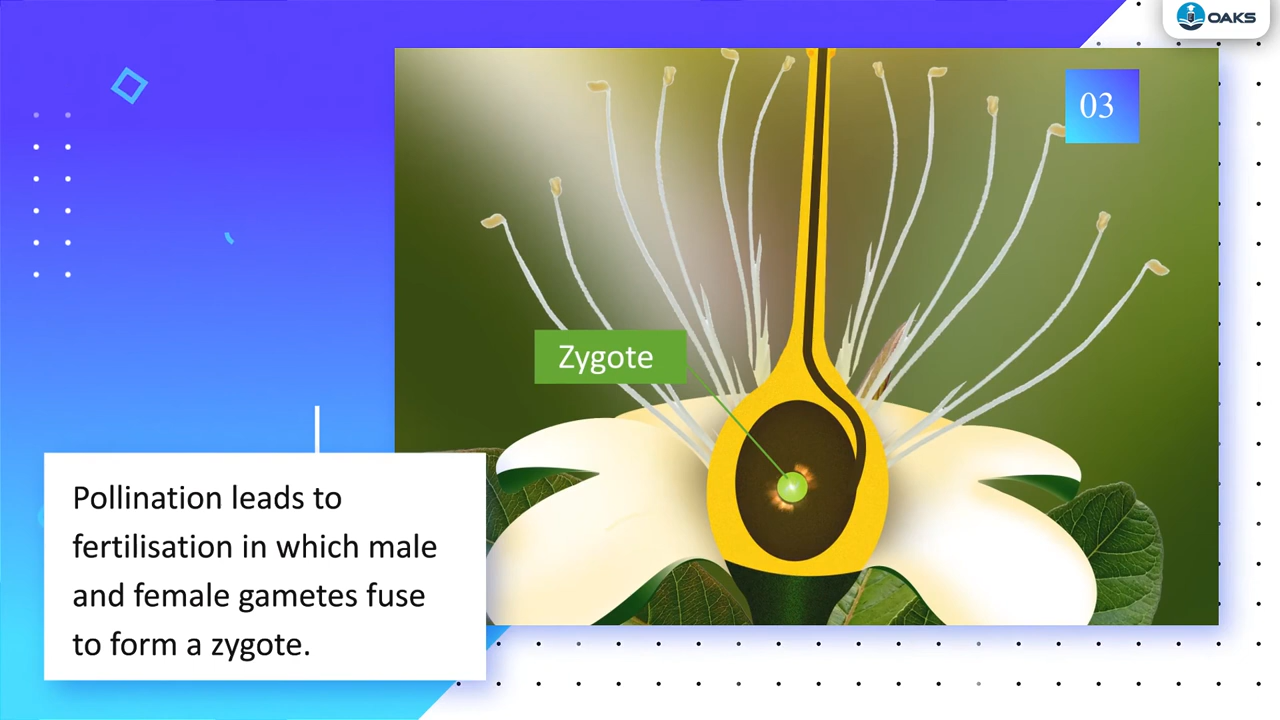 OAKS
03
Zygote
Pollination leads to
fertilisation in which male
and female gametes fuse
to form a zygote.